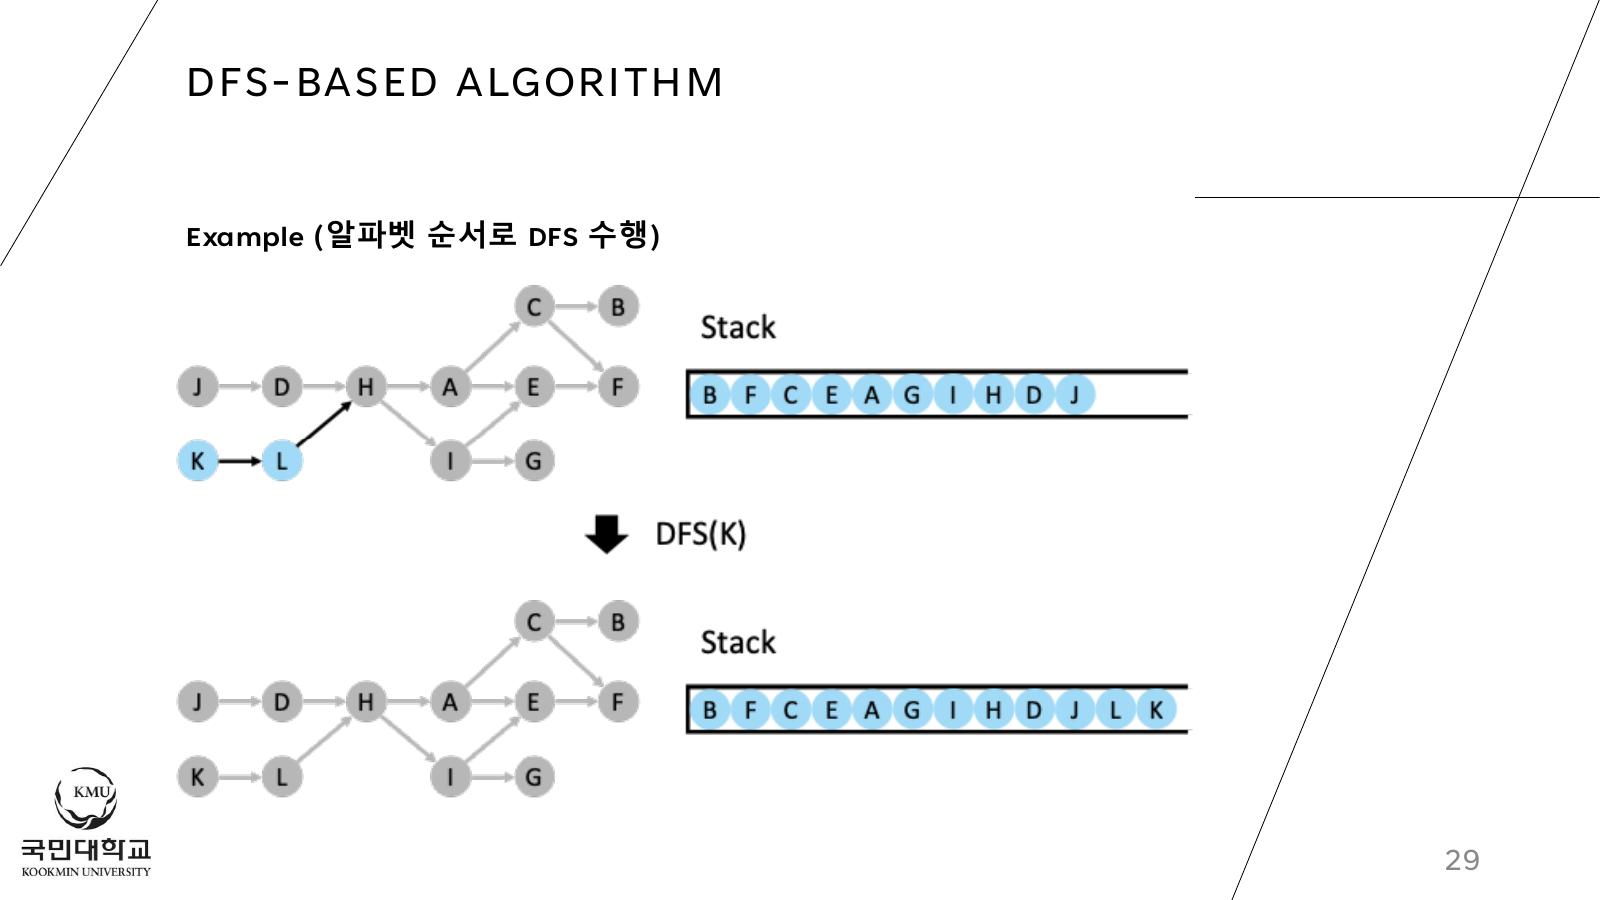 DFS-BASED ALGORITHM
Example (알파벳 순서로 DFS 수행)
C B
Stack
J D H A E F
B F C E A G I H D J
K L I G
DFS(K)
C B
Stack
J D H A E F
B F C E A G I H D J L K
K L I G
KMU
국민대학교
KOOKMIN UNIVERSITY
29